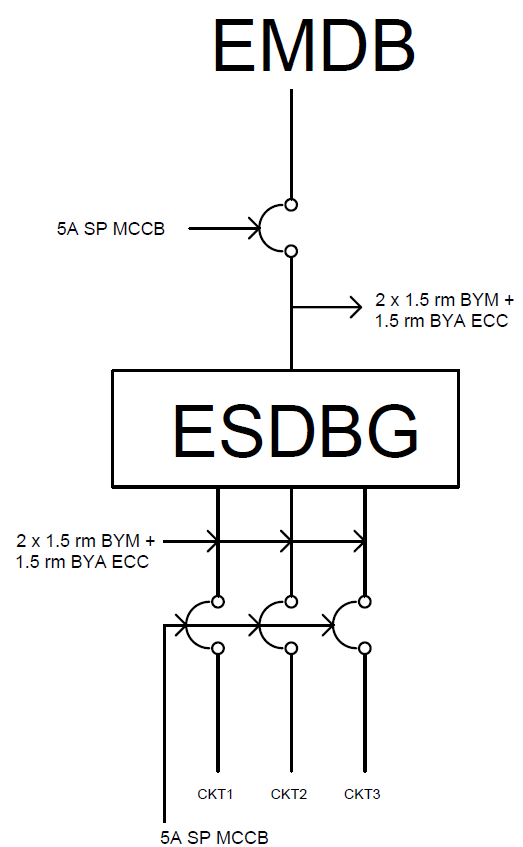 EMDB
5A SP MCCB
2 x 1.5 rm BYM +
1.5 rm BYA ECC
ESDBG
2 x 1.5 rm BYM +
1.5 rm BYA ECC
CKT1 CKT2 CKT3
5A SP MCCB